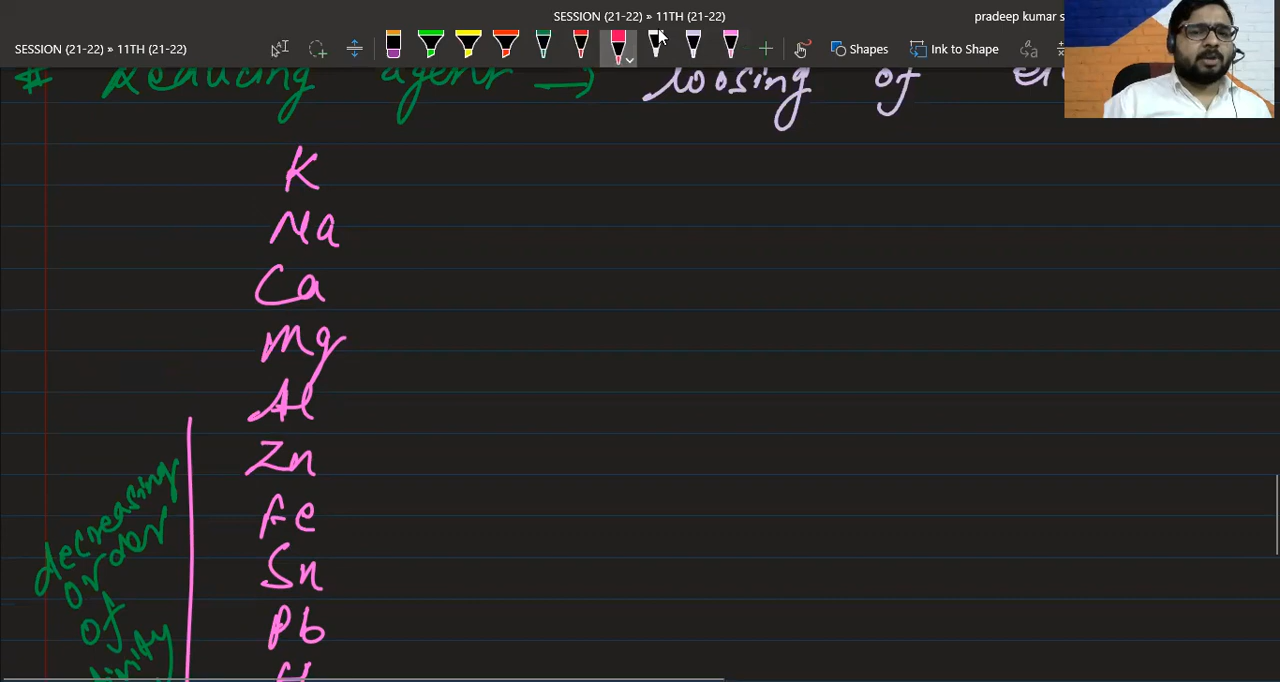 SESSION (21-22) » 11TH (21-22)
pradeep kumar s
SESSION (21-22) » 11TH (21-22)
Shapes
Ink to Shape
# Reducing agent → loosing of
K
Na
Ca
Mg
Al
Zn
Fe
Sn
Pb
H
decreasing
order
of